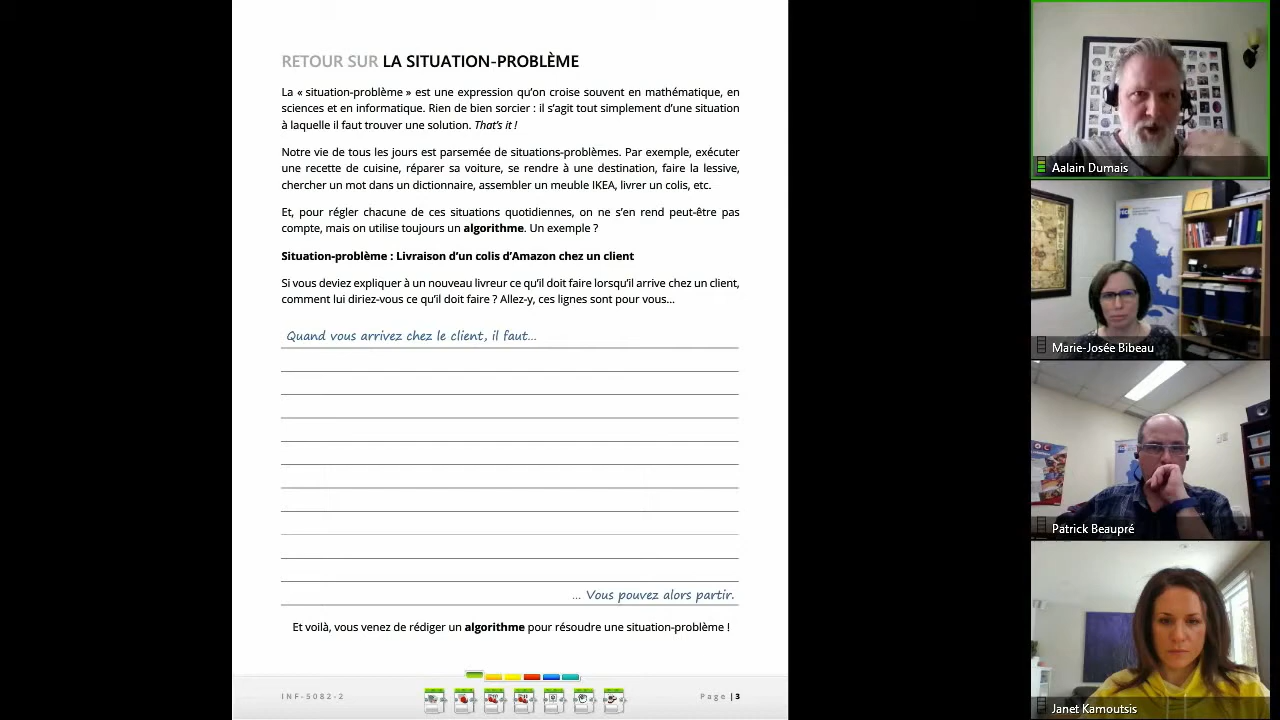 RETOUR SUR LA SITUATION-PROBLÈME
La « situation-problème » est une expression qu'on croise souvent en mathématique, en
sciences et en informatique. Rien de bien sorcier : il s'agit tout simplement d'une situation
à laquelle il faut trouver une solution. That's it !
Notre vie de tous les jours est parsemée de situations-problèmes. Par exemple, exécuter
une recette de cuisine, réparer sa voiture, se rendre à une destination, faire la lessive,
chercher un mot dans un dictionnaire, assembler un meuble IKEA, livrer un colis, etc.
Et, pour régler chacune de ces situations quotidiennes, on ne s'en rend peut-être pas
compte, mais on utilise toujours un algorithme. Un exemple ?
Situation-problème : Livraison d'un colis d'Amazon chez un client
Si vous deviez expliquer à un nouveau livreur ce qu'il doit faire lorsqu'il arrive chez un client,
comment lui diriez-vous ce qu'il doit faire ? Allez-y, ces lignes sont pour vous...
Quand vous arrivez chez le client, il faut...
... Vous pouvez alors partir.
Et voilà, vous venez de rédiger un algorithme pour résoudre une situation-problème !
INF-5082-2
Page | 3
Aalain Dumais
Marie-Josée Bibeau
Patrick Beaupré
Janet Kamoutsis